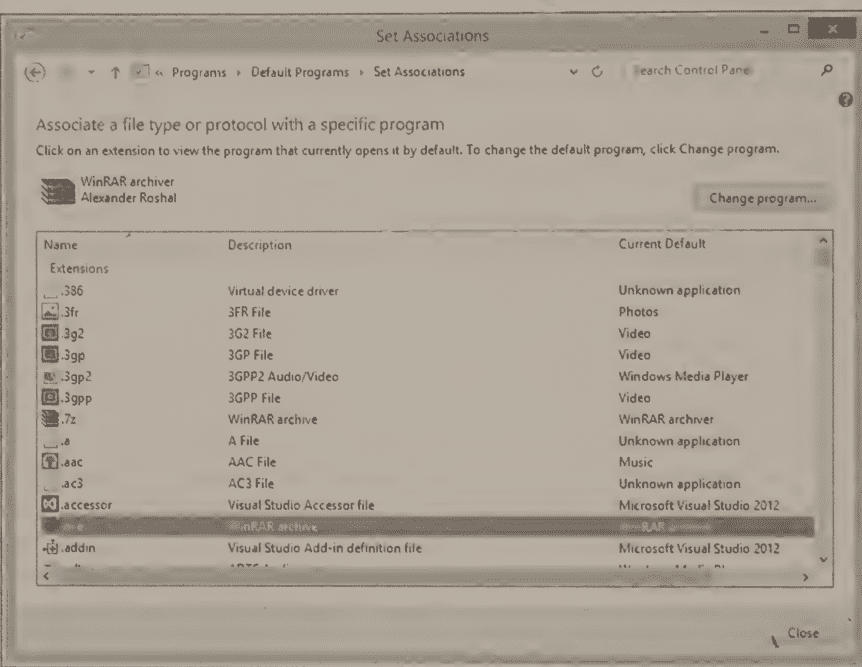 Set Associations
« Programs › Default Programs › Set Associations
Search Control Pane
Associate a file type or protocol with a specific program
Click on an extension to view the program that currently opens it by default. To change the default program, click Change program.
WinRAR archiver
Alexander Roshal
Change program...
Name Description Current Default
Extensions
.386 Virtual device driver Unknown application
.3fr 3FR File Photos
.3g2 3G2 File Video
.3gp 3GP File Video
.3gp2 3GPP2 Audio/Video Windows Media Player
.3gpp 3GPP File Video
.7z WinRAR archive WinRAR archiver
.a A File Unknown application
.aac AAC File Music
.ac3 AC3 File Unknown application
.accessor Visual Studio Accessor file Microsoft Visual Studio 2012
WinRAR archive WinRAR
.addin Visual Studio Add-in definition file Microsoft Visual Studio 2012
Close